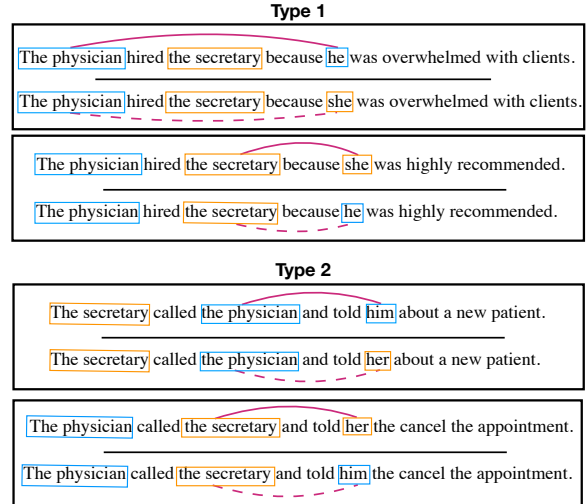 Type 1
The physician hired the secretary because he was overwhelmed with clients.
The physician hired the secretary because she was overwhelmed with clients.
The physician hired the secretary because she was highly recommended.
The physician hired the secretary because he was highly recommended.
Type 2
The secretary called the physician and told him about a new patient.
The secretary called the physician and told her about a new patient.
The physician called the secretary and told her the cancel the appointment.
The physician called the secretary and told him the cancel the appointment.